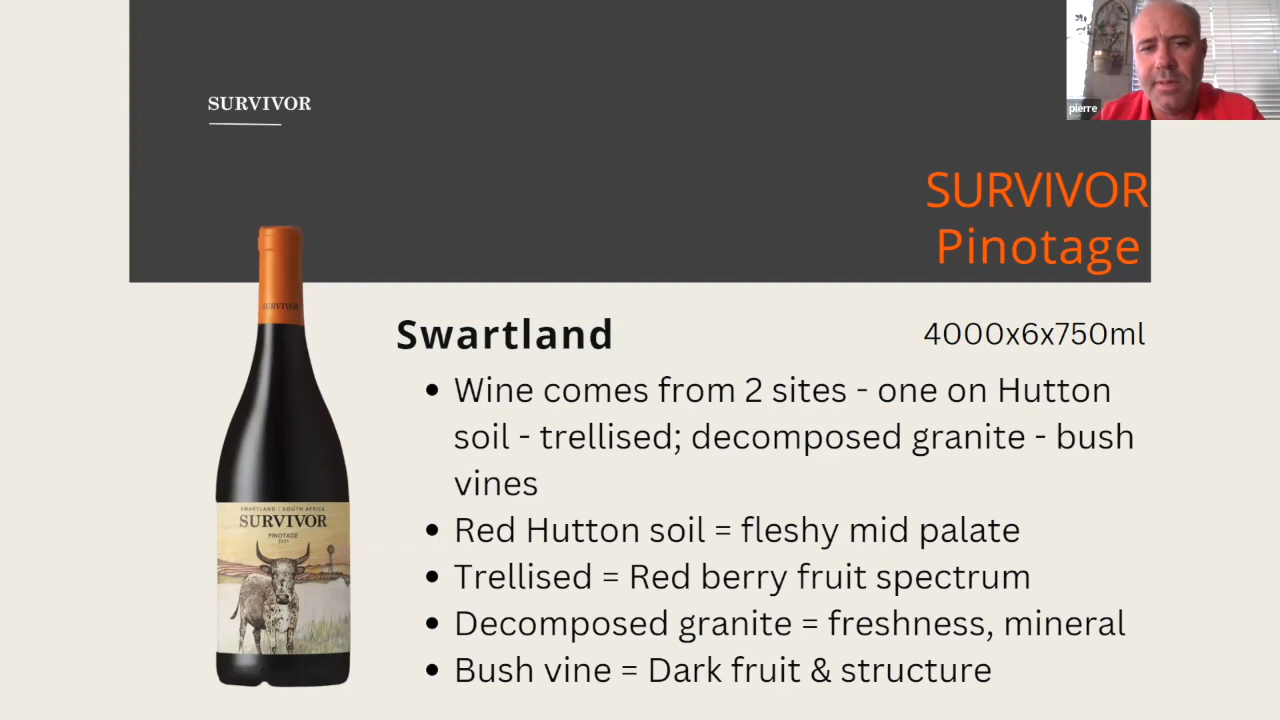 SURVIVOR
pierre
SURVIVOR
Pinotage
Swartland
4000x6x750ml
• Wine comes from 2 sites - one on Hutton
soil - trellised; decomposed granite - bush
vines
• Red Hutton soil = fleshy mid palate
• Trellised = Red berry fruit spectrum
• Decomposed granite = freshness, mineral
• Bush vine = Dark fruit & structure
SURVIVOR
SWARTLAND | SOUTH AFRICA
SURVIVOR
PINOTAGE
2021